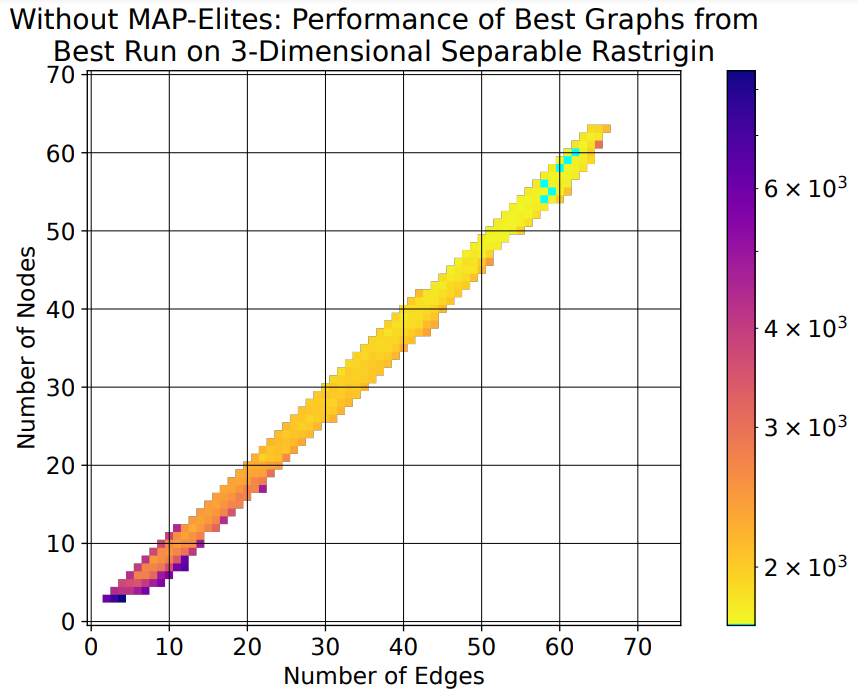 Without MAP-Elites: Performance of Best Graphs from
Best Run on 3-Dimensional Separable Rastrigin
70
60
50
40
30
20
10
0
Number of Nodes
0 10 20 30 40 50 60 70
Number of Edges
6 × 10³
4 × 10³
3 × 10³
2 × 10³